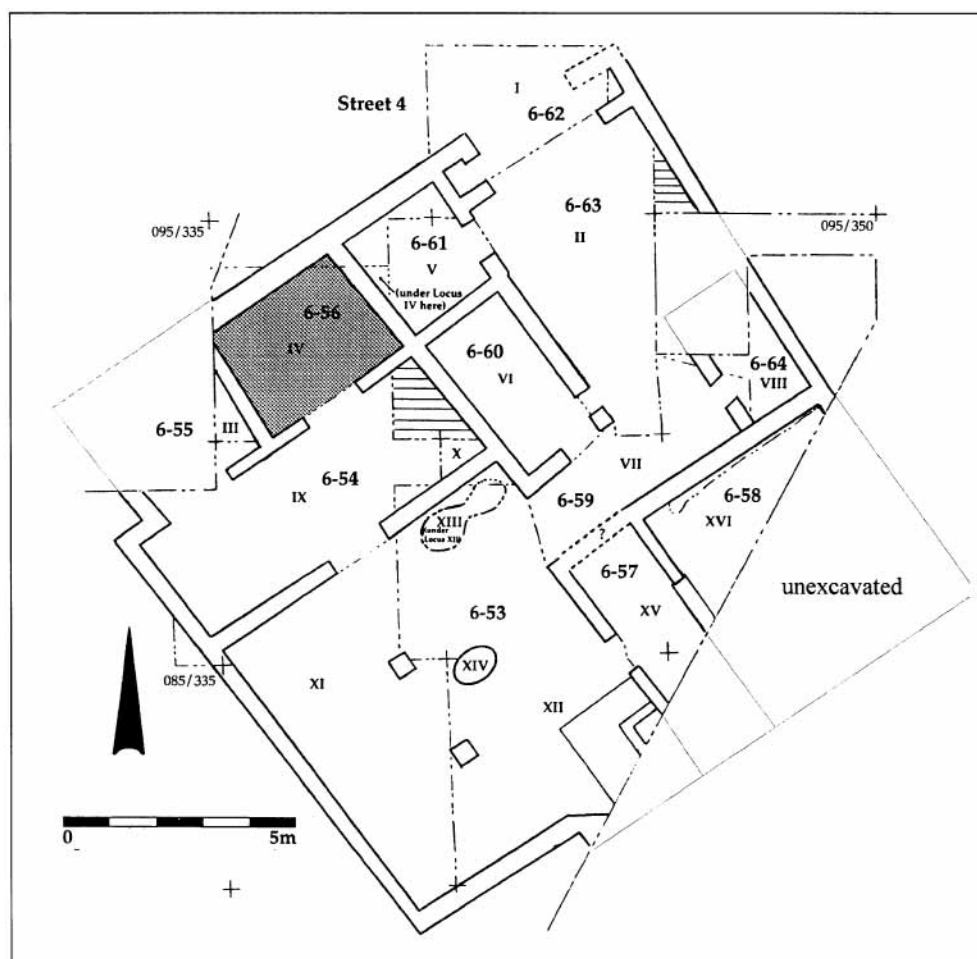 I
Street 4
6-62
6-63
095/335
II
095/350
6-61
V
(under Locus
IV here)
6-56
IV
6-60
VI
6-64
VIII
6-55
III
X
VII
6-54
IX
6-59
6-58
XVI
XIII
(under
Locus XII)
?
6-57
unexcavated
XV
6-53
XIV
085/335
XI
XII
0
5m